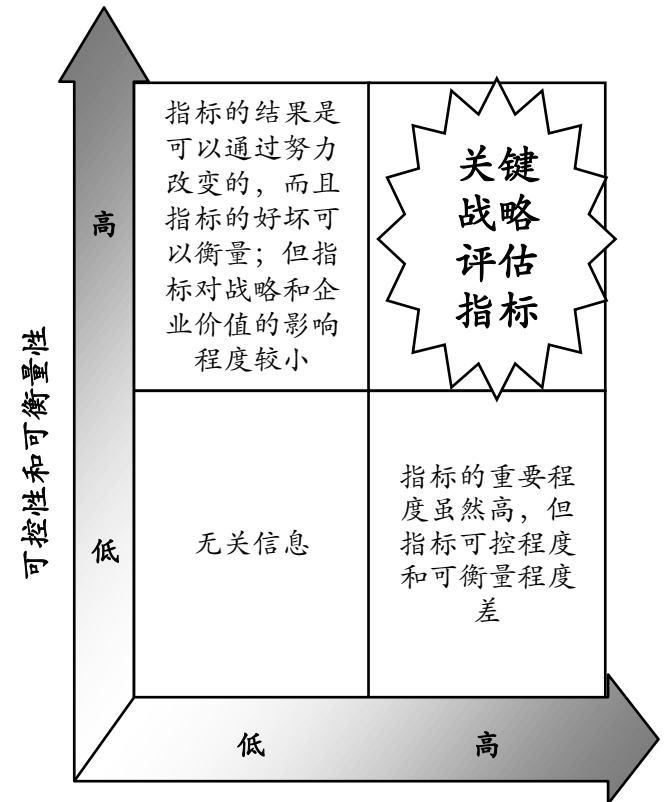 指标的结果是
可以通过努力
改变的，而且
指标的好坏可
以衡量；但指
标对战略和企
业价值的影响
程度较小
关键
战略
评估
指标
高
可控性和可衡量性
低
无关信息
指标的重要程
度虽然高，但
指标可控程度
和可衡量程度
差
低
高